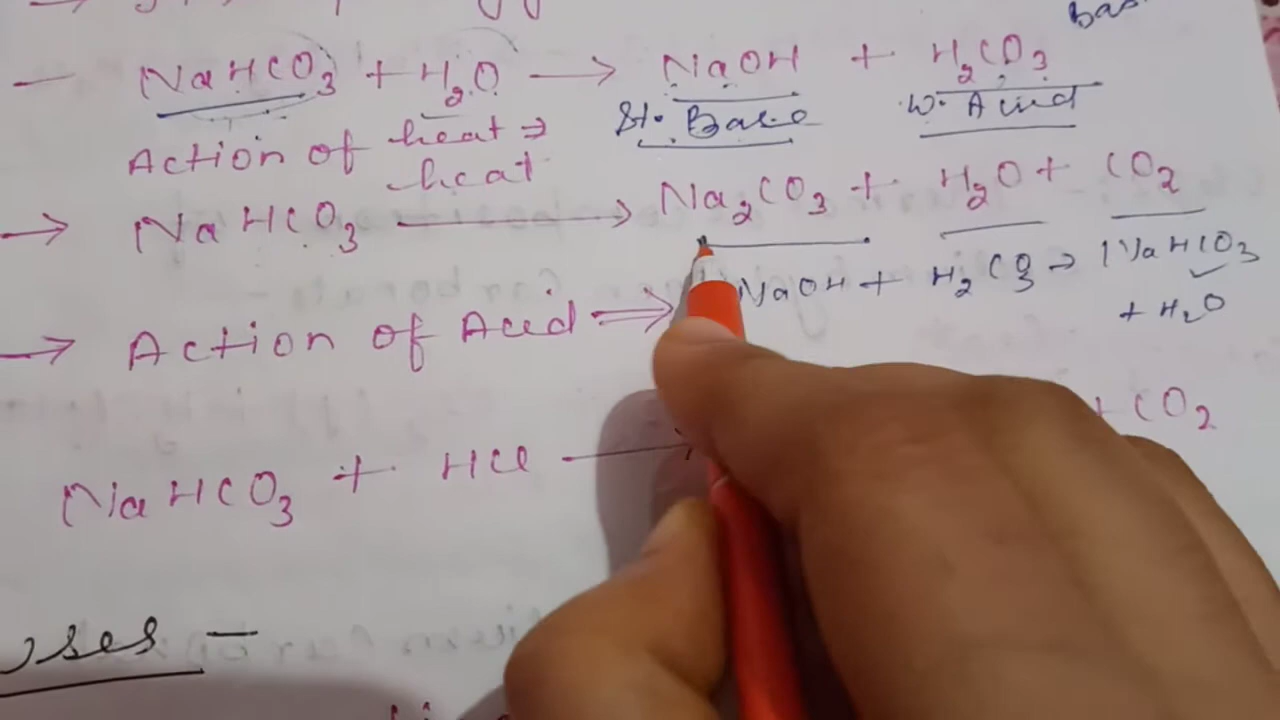 Bas
— NaHCO₃ + H₂O → NaOH + H₂CO₃
St. Base W. Acid
Action of heat ⇒
heat
→ NaHCO₃ → Na₂CO₃ + H₂O + CO₂
NaOH + H₂CO₃ → NaHCO₃
+ H₂O
→ Action of Acid ⇒
NaHCO₃ + HCl → + CO₂
uses —